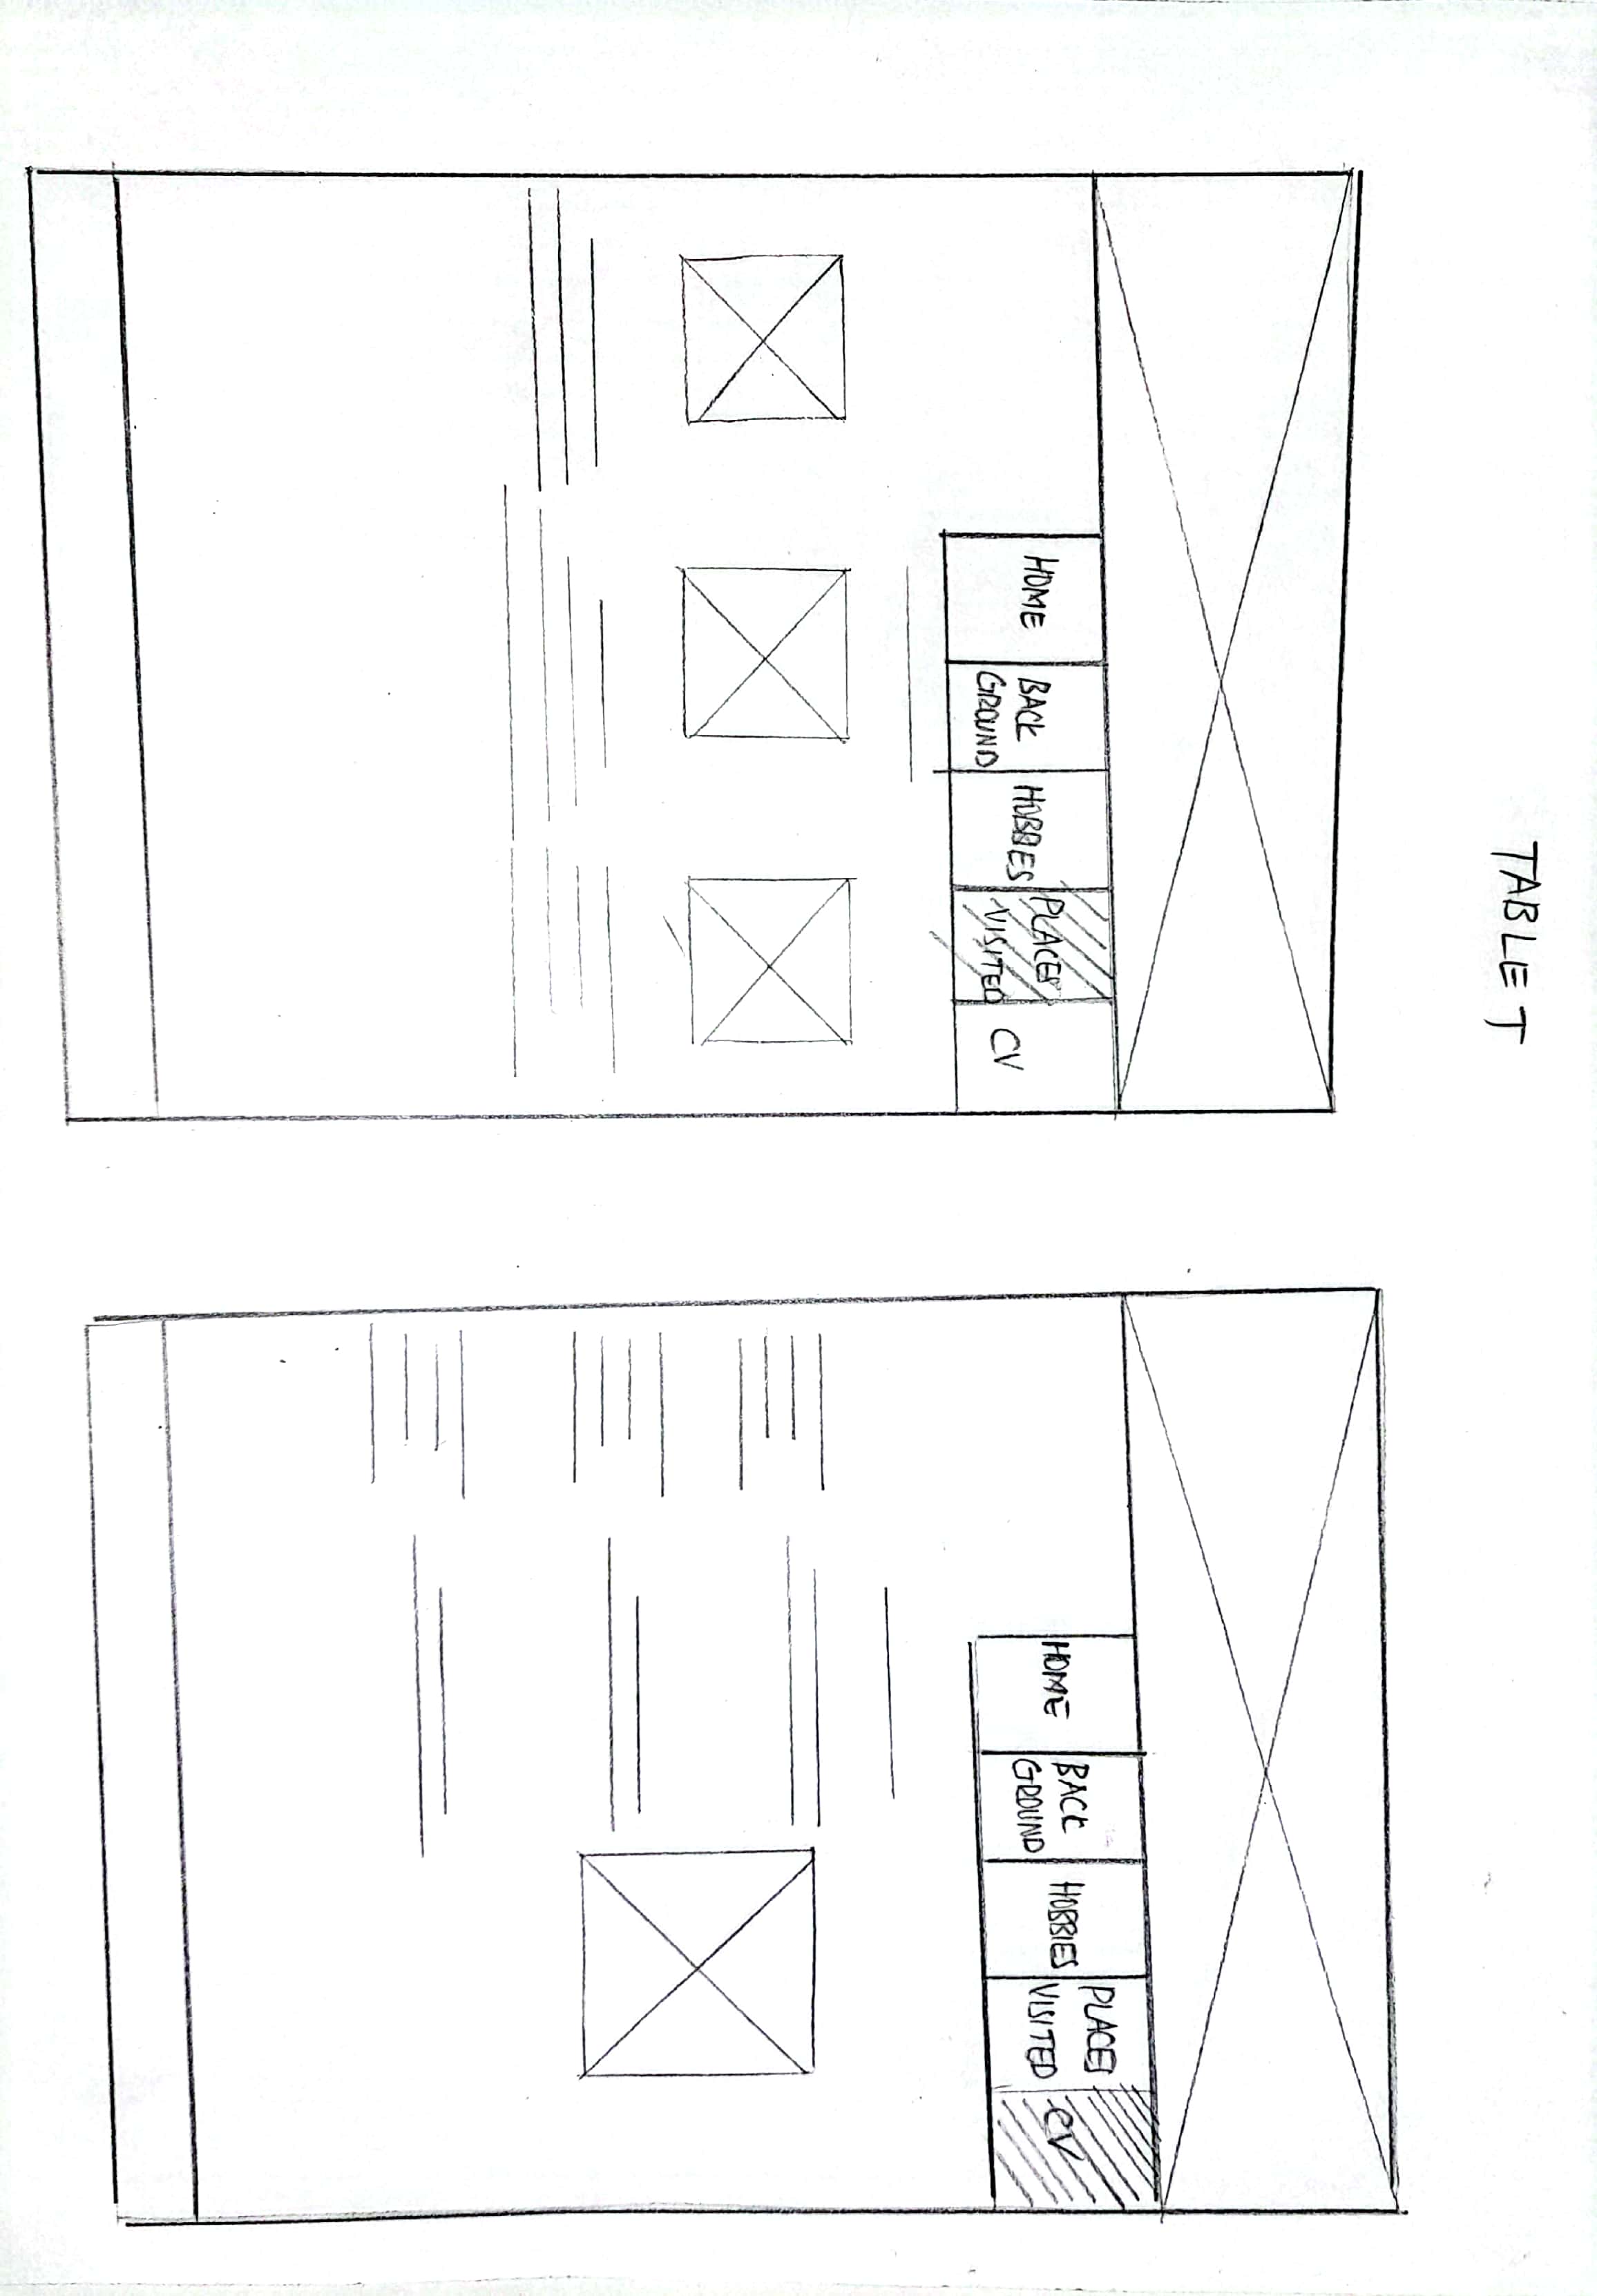 TABLET
HOME
BACK
GROUND
HOBBIES
PLACES
VISITED
CV
HOME
BACK
GROUND
HOBBIES
PLACES
VISITED
CV